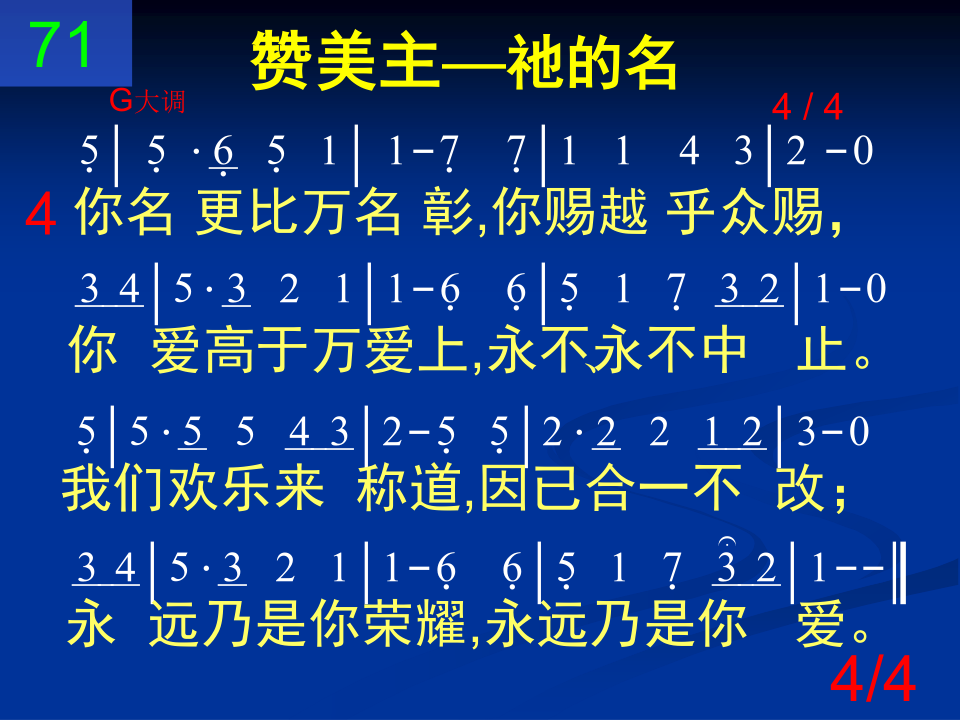 71
赞美主—祂的名
G大调 4 / 4
5̣ | 5̣ · 6̣ 5̣ 1 | 1 - 7̣ 7̣ | 1 1 4 3 | 2 - 0
4 你名 更比万名 彰,你赐越 乎众赐,
3 4 | 5 · 3 2 1 | 1 - 6̣ 6̣ | 5̣ 1 7̣ 3 2 | 1 - 0
你 爱高于万爱上,永不、永不中 止。
5̣ | 5 · 5 5 4 3 | 2 - 5̣ 5̣ | 2 · 2 2 1 2 | 3 - 0
我们欢乐来 称道,因已合一不 改；
3 4 | 5 · 3 2 1 | 1 - 6̣ 6̣ | 5̣ 1 7̣ 3 2 | 1 - - ‖
永 远乃是你荣耀,永远乃是你 爱。
4/4